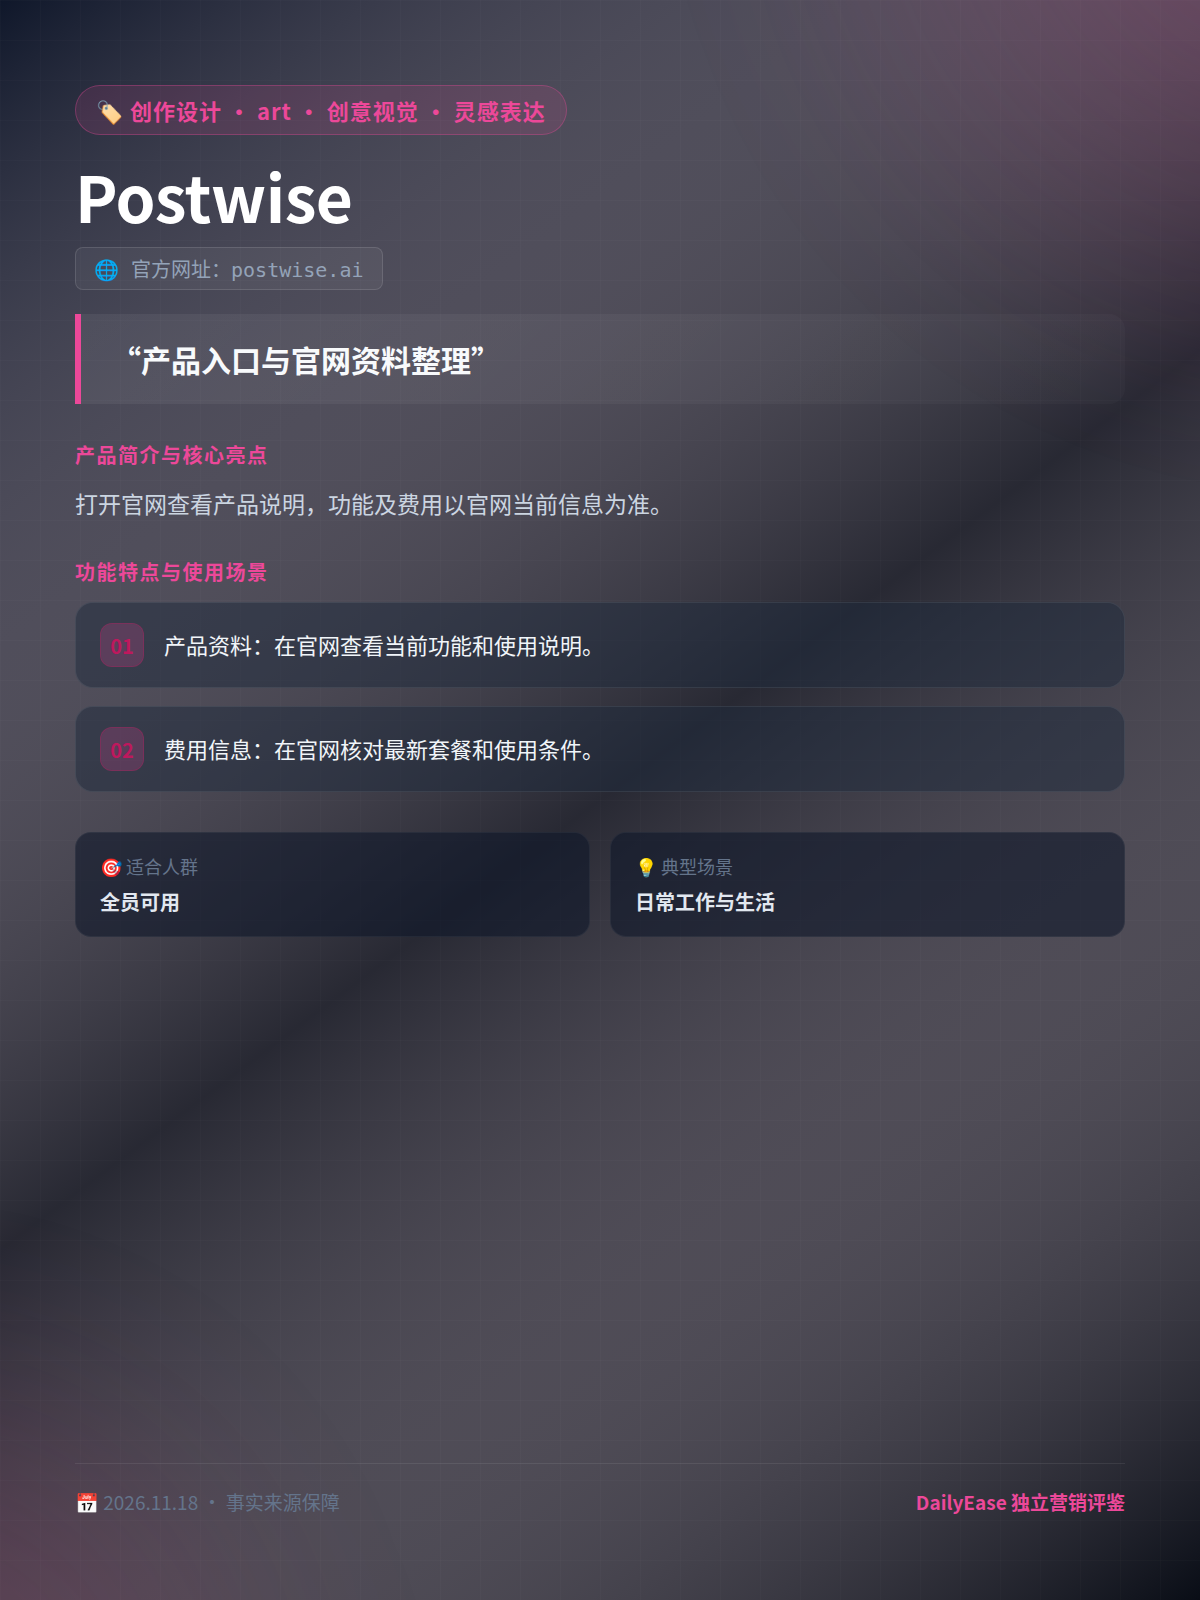 🏷️ 创作设计 • art • 创意视觉 • 灵感表达
Postwise
🌐 官方网址：postwise.ai
“产品入口与官网资料整理”
产品简介与核心亮点
打开官网查看产品说明，功能及费用以官网当前信息为准。
功能特点与使用场景
01 产品资料：在官网查看当前功能和使用说明。
02 费用信息：在官网核对最新套餐和使用条件。
🎯 适合人群
全员可用
💡 典型场景
日常工作与生活
📅 2026.11.18 • 事实来源保障
DailyEase 独立营销评鉴